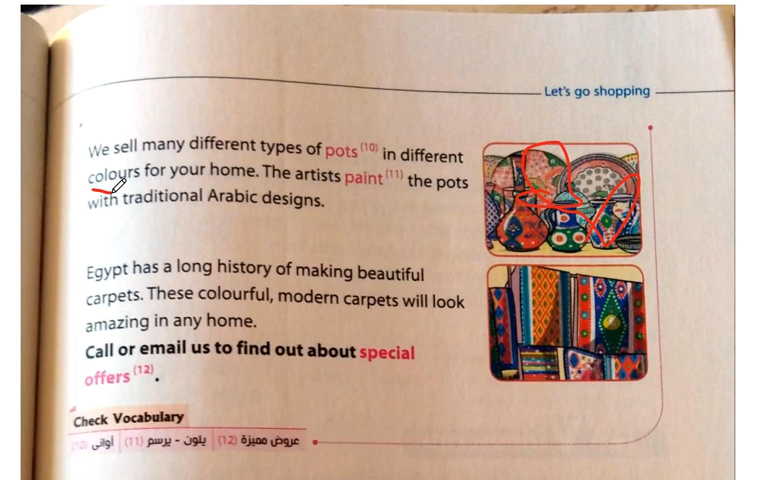 Let's go shopping
We sell many different types of pots (10) in different
colours for your home. The artists paint (11) the pots
with traditional Arabic designs.
Egypt has a long history of making beautiful
carpets. These colourful, modern carpets will look
amazing in any home.
Call or email us to find out about special
offers (12).
Check Vocabulary
(10) أوانى | (11) يلون - يرسم | (12) عروض مميزة